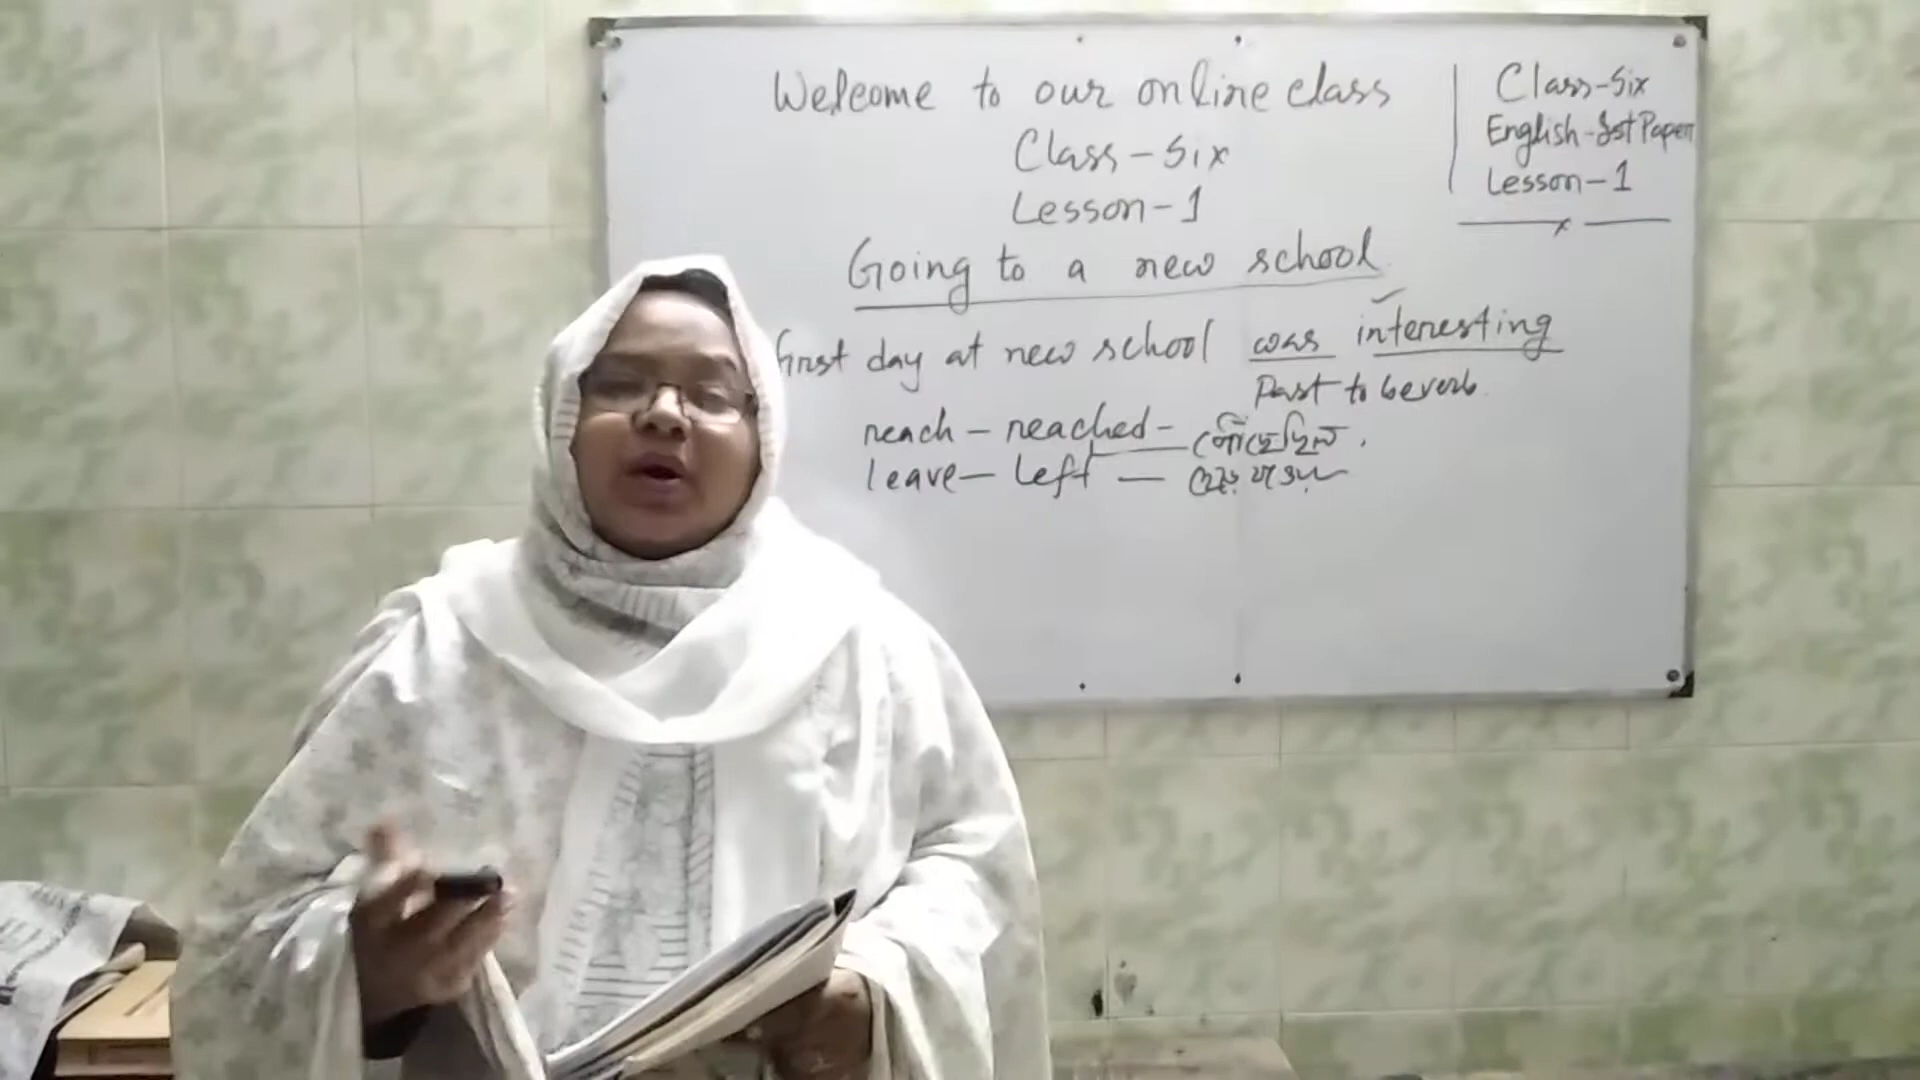 Welcome to our online class
Class - Six
Lesson - 1
Going to a new school
First day at new school was interesting
Past to be verb
reach - reached - পৌঁছেছিল.
leave - left -
Class - Six
English - 1st Paper
Lesson - 1